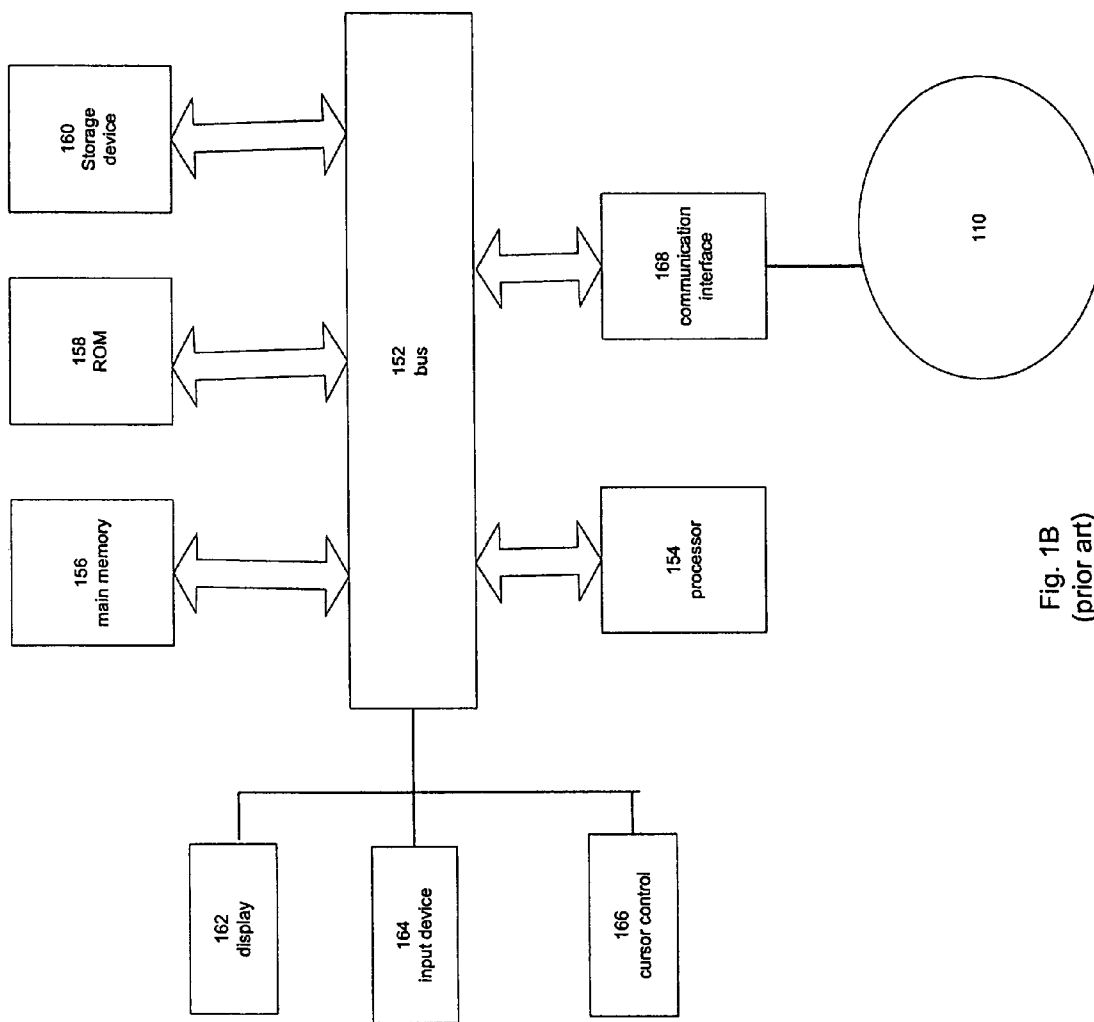 156
main memory
158
ROM
160
Storage
device
162
display
152
bus
164
input device
166
cursor control
154
processor
168
communication
interface
110
Fig. 1B
(prior art)